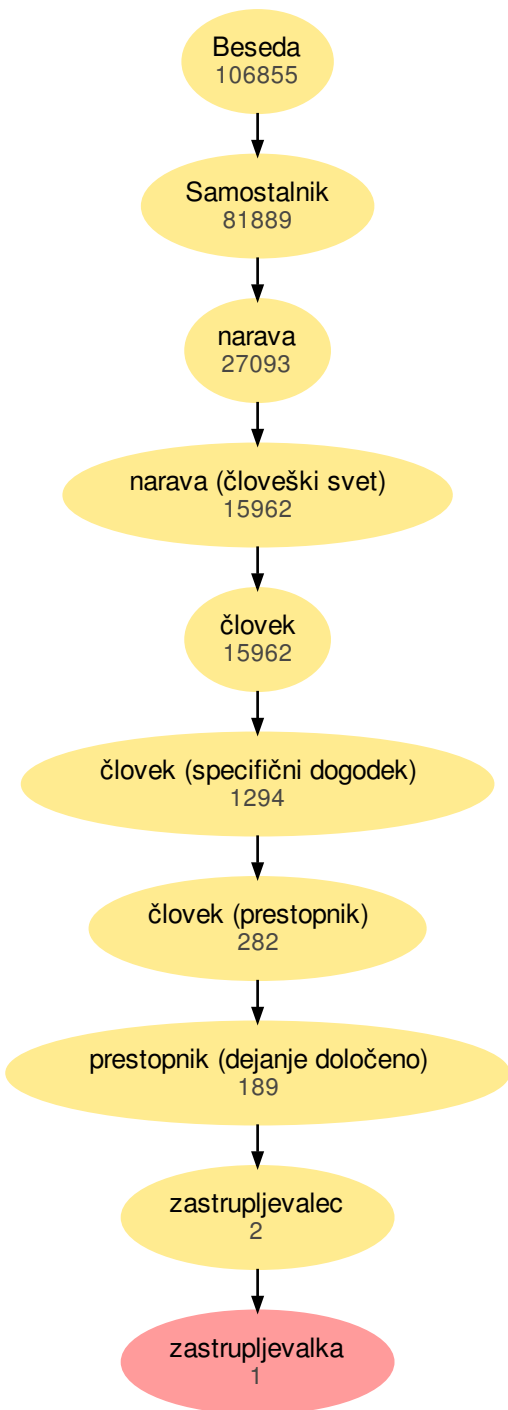 Beseda
106855
Samostalnik
81889
narava
27093
narava (človeški svet)
15962
človek
15962
človek (specifični dogodek)
1294
človek (prestopnik)
282
prestopnik (dejanje določeno)
189
zastrupljevalec
2
zastrupljevalka
1